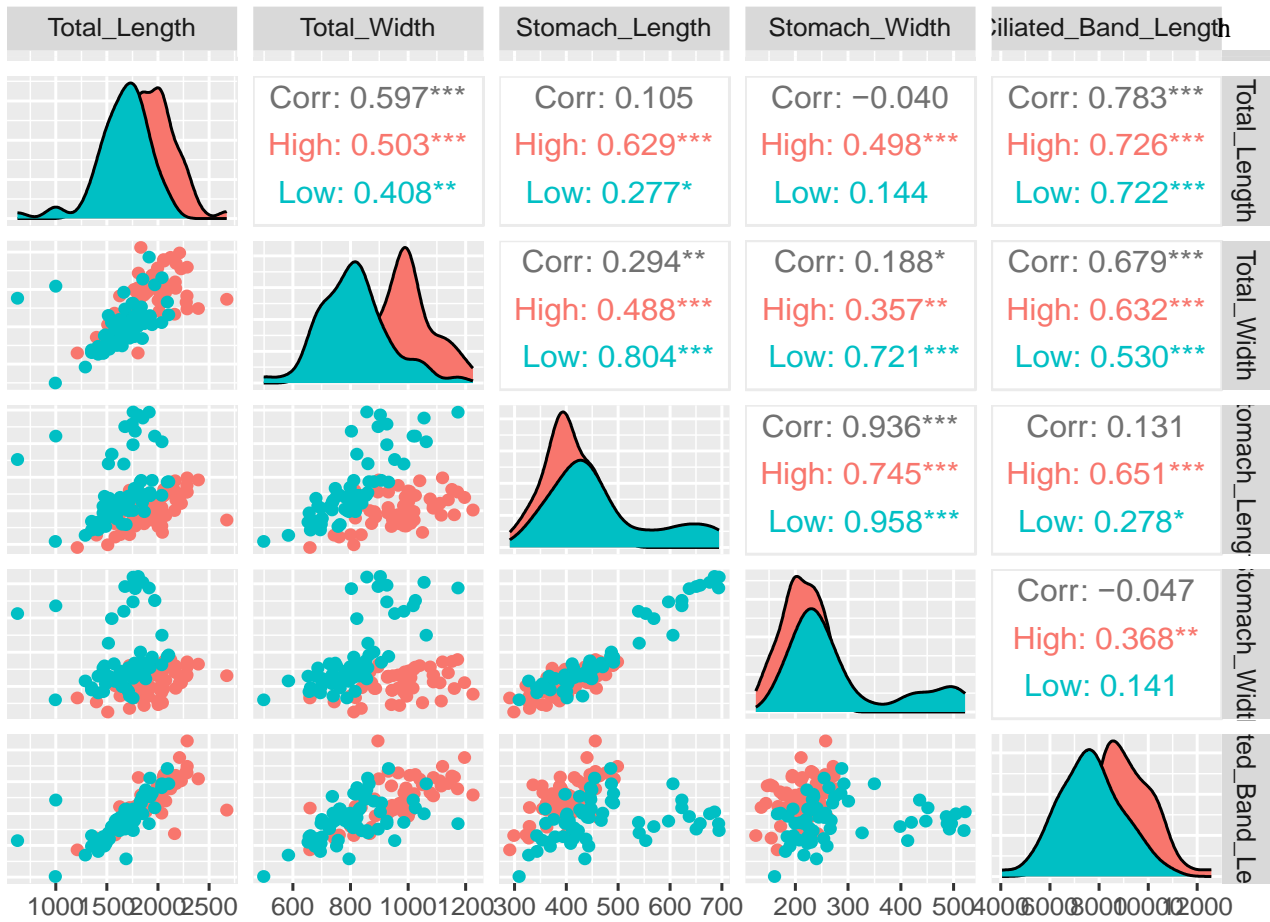 Total_Length
Total_Width
Stomach_Length
Stomach_Width
Ciliated_Band_Length
Corr: 0.597***
High: 0.503***
Low: 0.408**
Corr: 0.105
High: 0.629***
Low: 0.277*
Corr: −0.040
High: 0.498***
Low: 0.144
Corr: 0.783***
High: 0.726***
Low: 0.722***
Total_Length
Corr: 0.294**
High: 0.488***
Low: 0.804***
Corr: 0.188*
High: 0.357**
Low: 0.721***
Corr: 0.679***
High: 0.632***
Low: 0.530***
Total_Width
Corr: 0.936***
High: 0.745***
Low: 0.958***
Corr: 0.131
High: 0.651***
Low: 0.278*
tomach_Leng
Corr: −0.047
High: 0.368**
Low: 0.141
Stomach_Widt
ted_Band_Le
1000 1500 2000 2500
600 800 1000 1200
300 400 500 600 700
200 300 400 500
4000 6000 8000 10000 12000